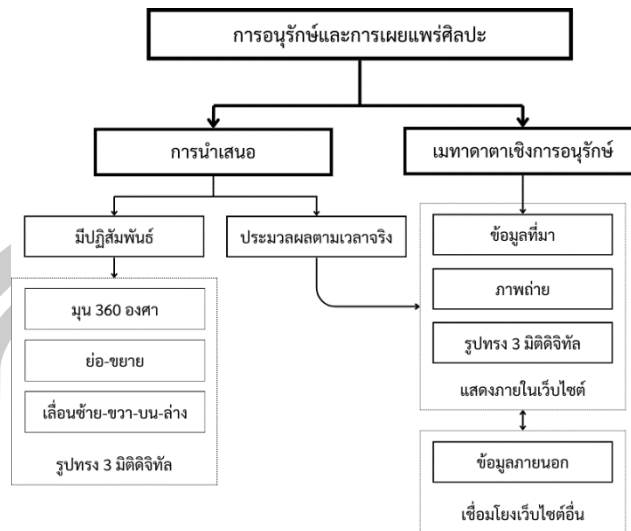 การอนุรักษ์และการเผยแพร่ศิลปะ
การนำเสนอ
เมทาดาตาเชิงการอนุรักษ์
มีปฏิสัมพันธ์
ประมวลผลตามเวลาจริง
ข้อมูลที่มา
มุน 360 องศา
ภาพถ่าย
ย่อ-ขยาย
รูปทรง 3 มิติดิจิทัล
เลื่อนซ้าย-ขวา-บน-ล่าง
แสดงภายในเว็บไซต์
รูปทรง 3 มิติดิจิทัล
ข้อมูลภายนอก
เชื่อมโยงเว็บไซต์อื่น